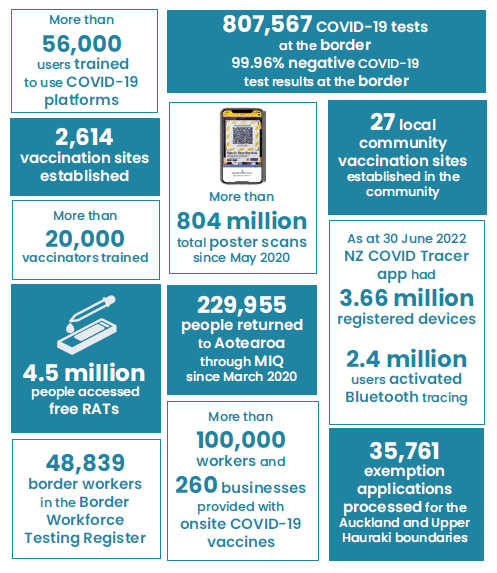 More than
56,000
users trained
to use COVID-19
platforms
807,567 COVID-19 tests
at the border
99.96% negative COVID-19
test results at the border
2,614
vaccination sites
established
More than
804 million
total poster scans
since May 2020
27 local
community
vaccination sites
established in the
community
More than
20,000
vaccinators trained
As at 30 June 2022
NZ COVID Tracer
app had
3.66 million
registered devices
2.4 million
users activated
Bluetooth tracing
4.5 million
people accessed
free RATs
229,955
people returned
to Aotearoa
through MIQ
since March 2020
More than
100,000
workers and
260 businesses
provided with
onsite COVID-19
vaccines
48,839
border workers
in the Border
Workforce
Testing Register
35,761
exemption
applications
processed for the
Auckland and Upper
Hauraki boundaries